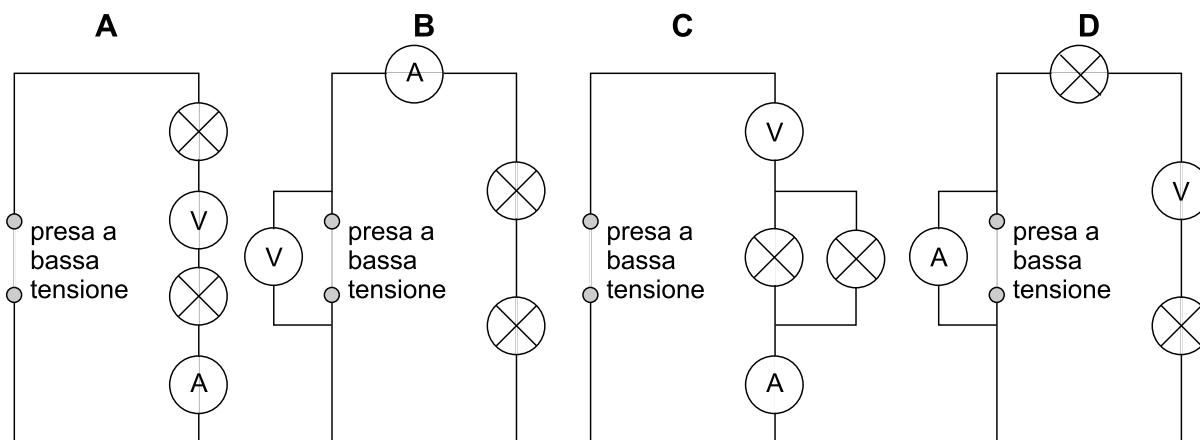 A
B
C
D
A
V
V
V
V
A
A
A
presa a
bassa
tensione
presa a
bassa
tensione
presa a
bassa
tensione
presa a
bassa
tensione